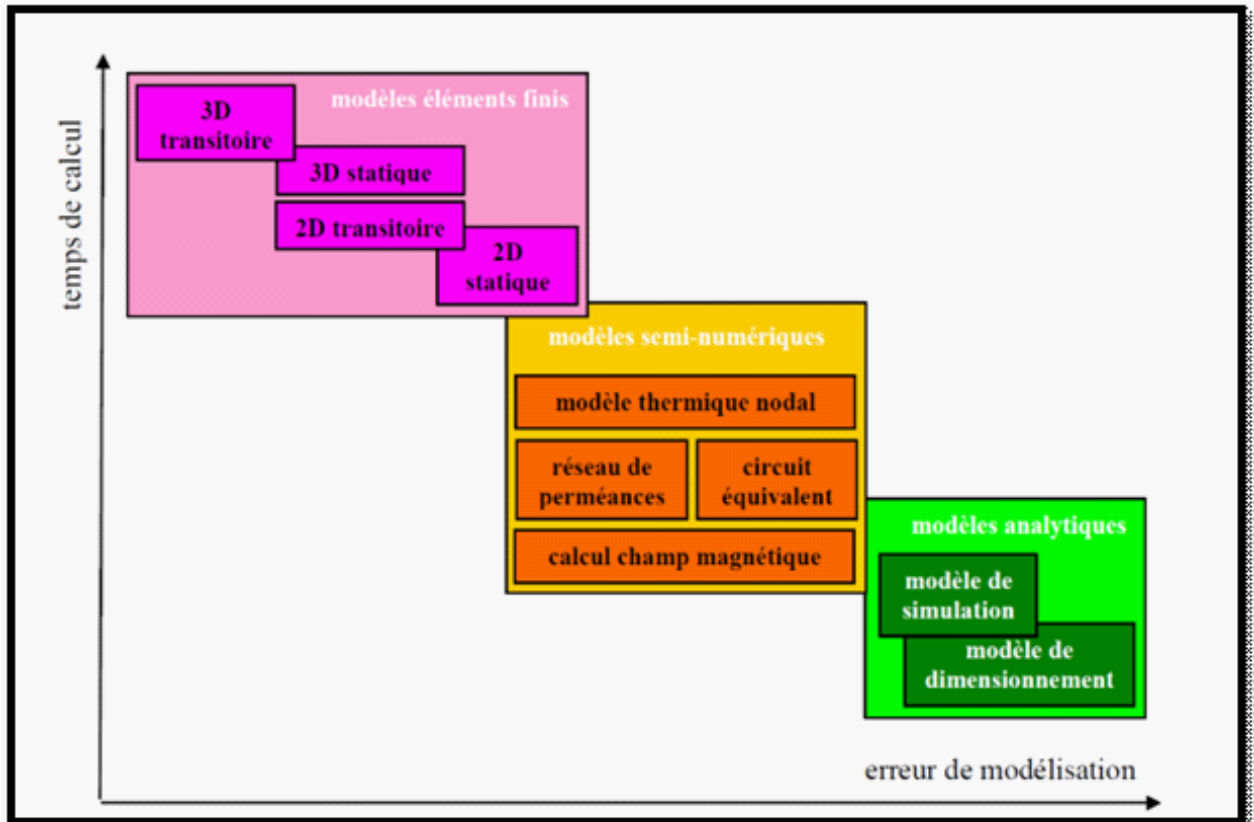 temps de calcul
modèles éléments finis
3D
transitoire
3D statique
2D transitoire
2D
statique
modèles semi-numériques
modèle thermique nodal
réseau de
perméances
circuit
équivalent
calcul champ magnétique
modèles analytiques
modèle de
simulation
modèle de
dimensionnement
erreur de modélisation